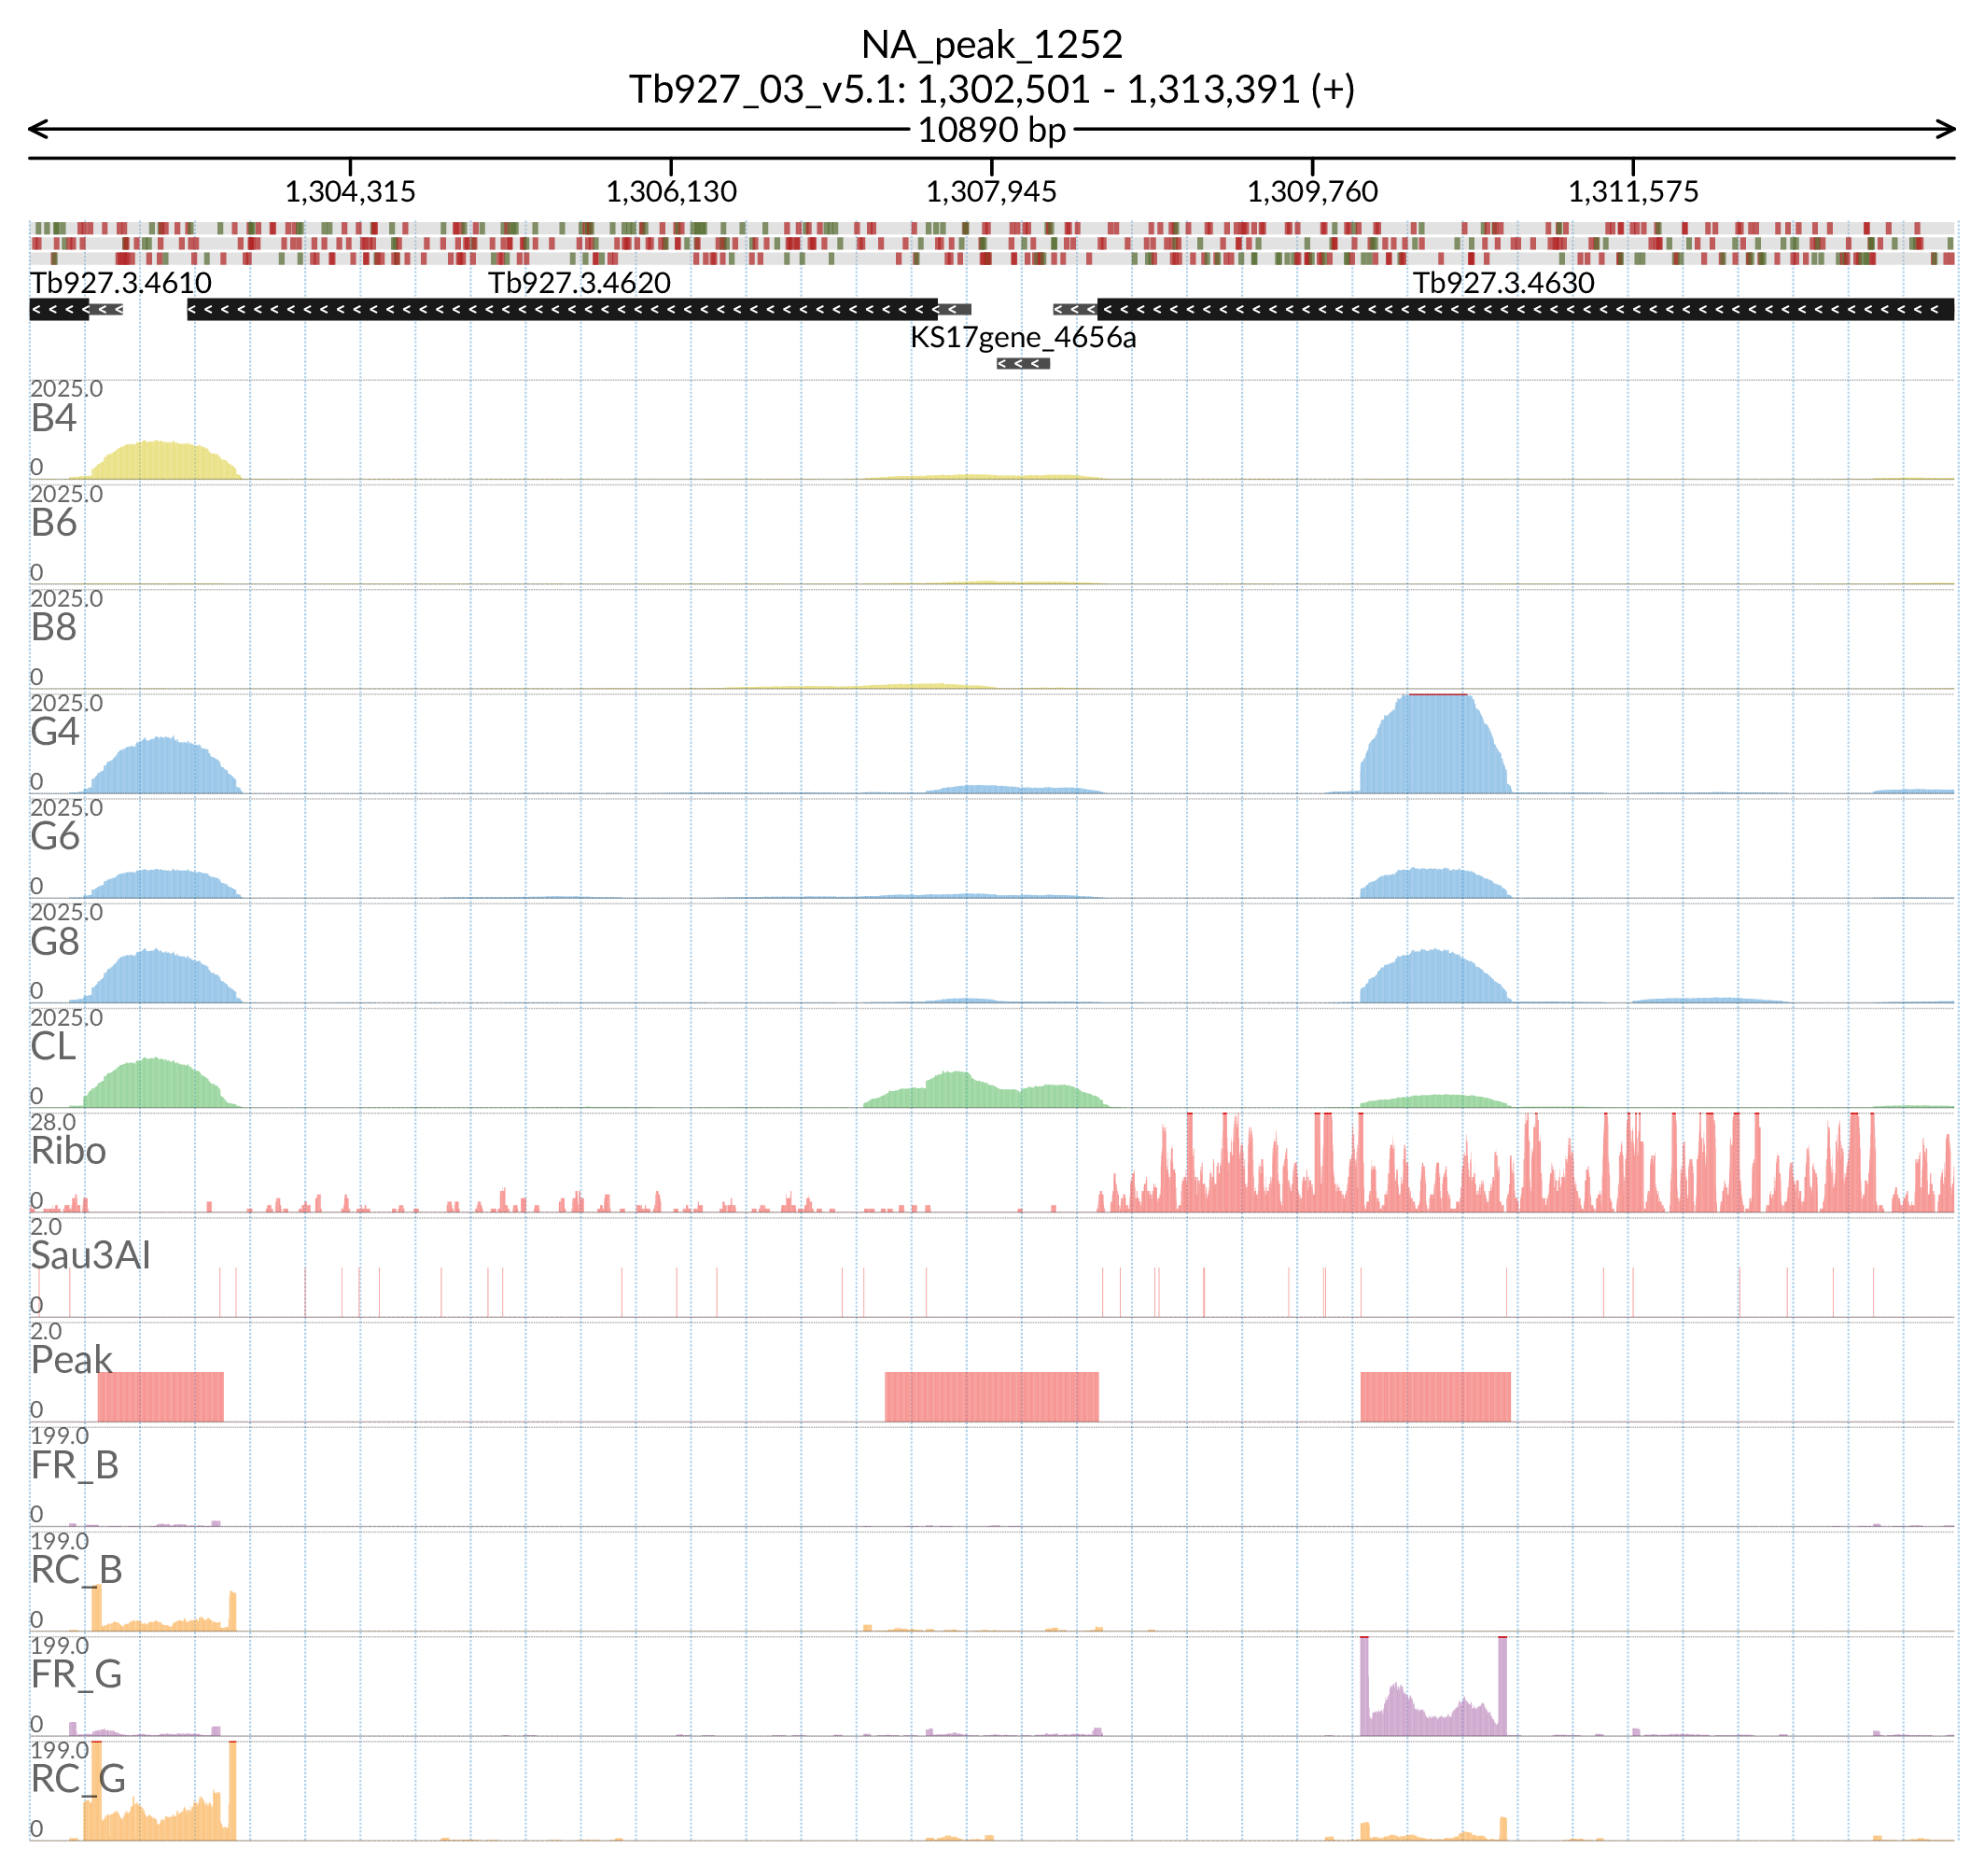 NA_peak_1252
Tb927_03_v5.1: 1,302,501 - 1,313,391 (+)
10890 bp
1,304,315 1,306,130 1,307,945 1,309,760 1,311,575
Tb927.3.4610 Tb927.3.4620 Tb927.3.4630
KS17gene_4656a
2025.0
B4
0
2025.0
B6
0
2025.0
B8
0
2025.0
G4
0
2025.0
G6
0
2025.0
G8
0
2025.0
CL
0
28.0
Ribo
0
2.0
Sau3AI
0
2.0
Peak
0
199.0
FR_B
0
199.0
RC_B
0
199.0
FR_G
0
199.0
RC_G
0